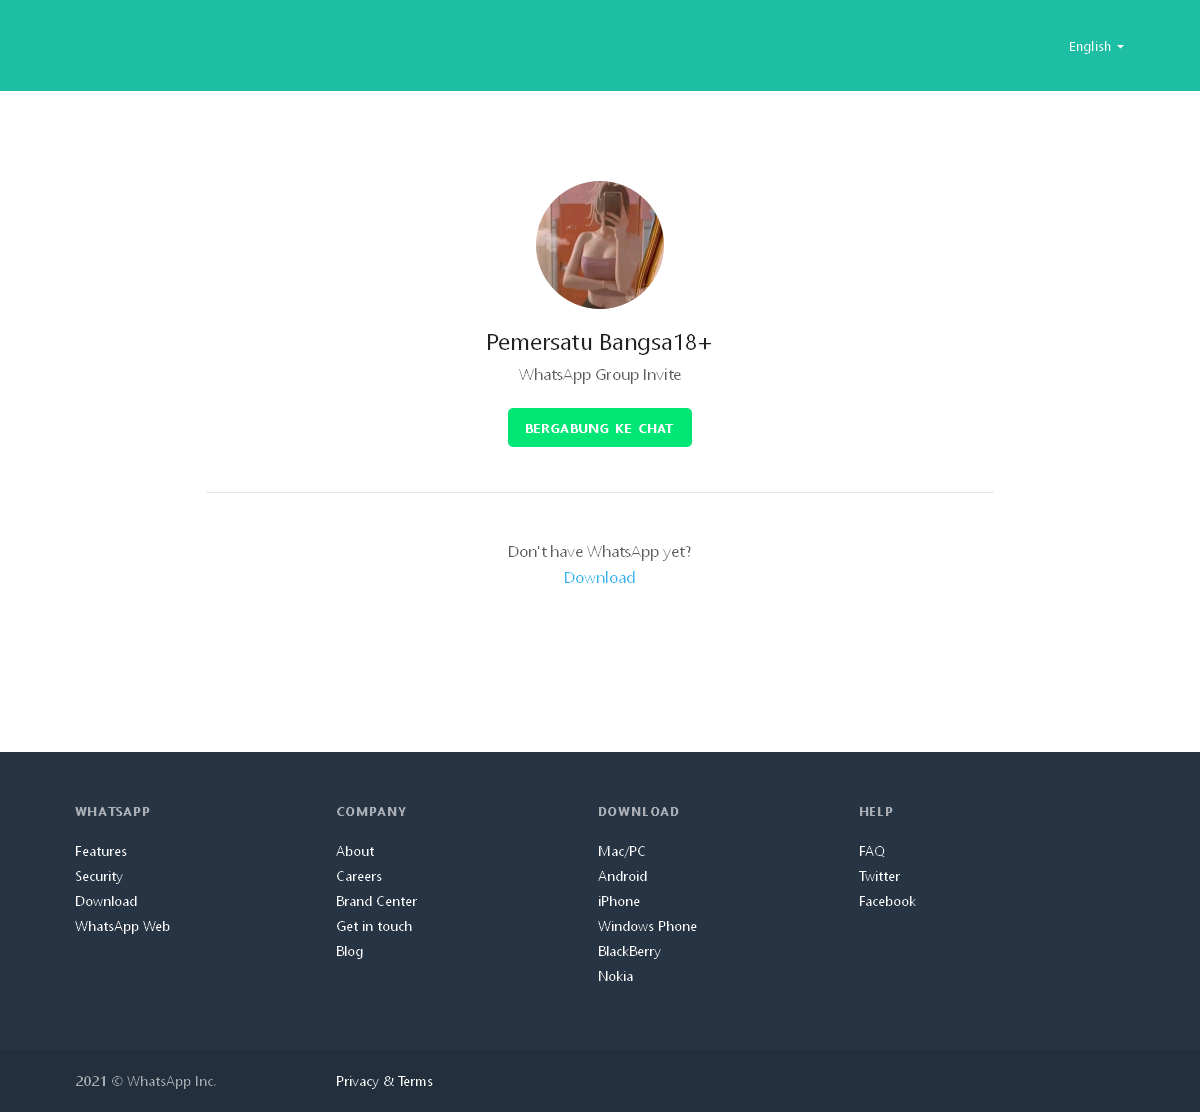 English
Pemersatu Bangsa18+
WhatsApp Group Invite
BERGABUNG KE CHAT
Don't have WhatsApp yet?
Download
WHATSAPP
Features
Security
Download
WhatsApp Web
COMPANY
About
Careers
Brand Center
Get in touch
Blog
DOWNLOAD
Mac/PC
Android
iPhone
Windows Phone
BlackBerry
Nokia
HELP
FAQ
Twitter
Facebook
2021 © WhatsApp Inc.
Privacy & Terms